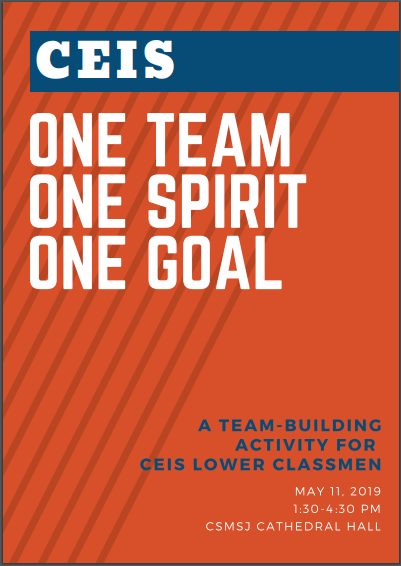 CEIS
ONE TEAM
ONE SPIRIT
ONE GOAL
A TEAM-BUILDING
ACTIVITY FOR
CEIS LOWER CLASSMEN
MAY 11, 2019
1:30-4:30 PM
CSMSJ CATHEDRAL HALL